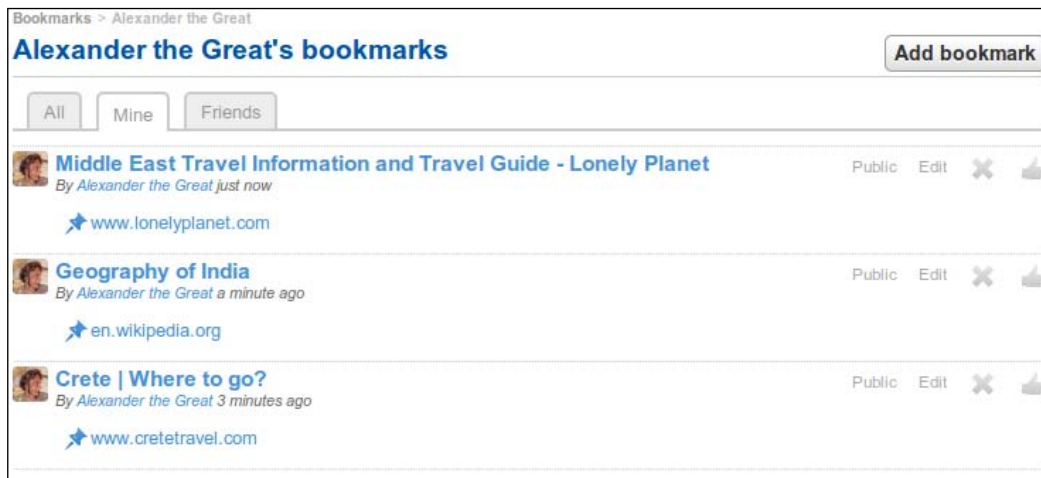 Bookmarks > Alexander the Great
Alexander the Great's bookmarks
Add bookmark
All Mine Friends
Middle East Travel Information and Travel Guide - Lonely Planet
Public Edit
By Alexander the Great just now
www.lonelyplanet.com
Geography of India
Public Edit
By Alexander the Great a minute ago
en.wikipedia.org
Crete | Where to go?
Public Edit
By Alexander the Great 3 minutes ago
www.cretetravel.com